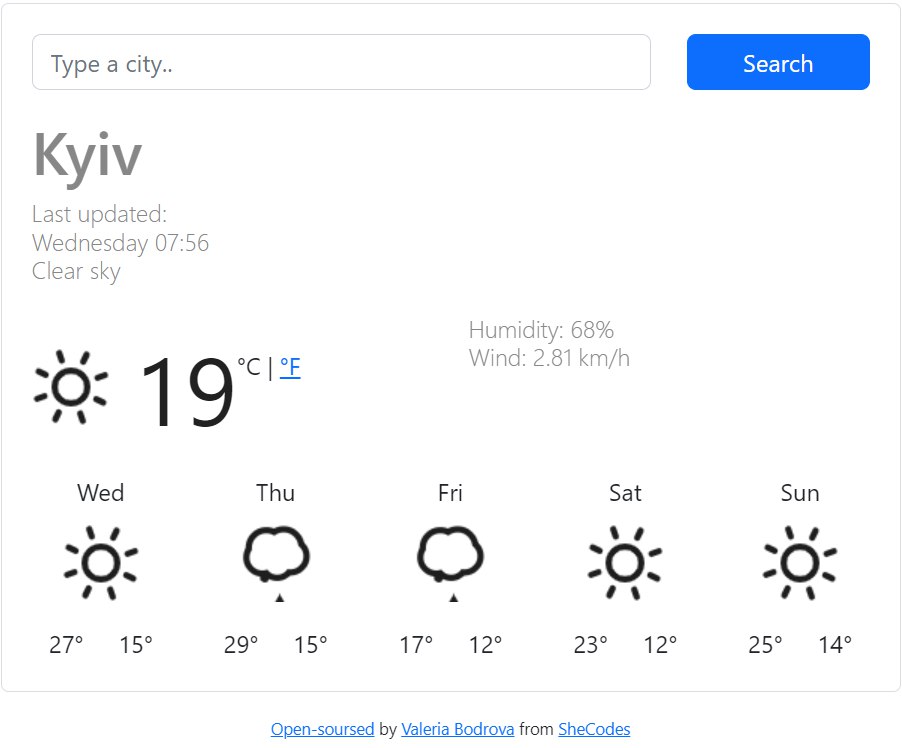 Type a city..
Search
Kyiv
Last updated:
Wednesday 07:56
Clear sky
Humidity: 68%
Wind: 2.81 km/h
19 °C | °F
Wed Thu Fri Sat Sun
27° 15° 29° 15° 17° 12° 23° 12° 25° 14°
Open-soursed by Valeria Bodrova from SheCodes